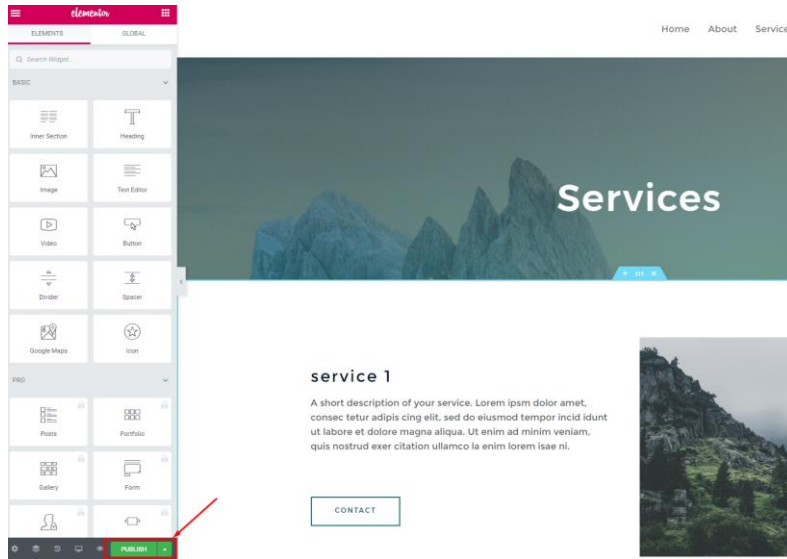 elementor
ELEMENTS GLOBAL
Search Widget...
BASIC
Inner Section Heading
Image Text Editor
Video Button
Divider Spacer
Google Maps Icon
PRO
Posts Portfolio
Gallery Form
PUBLISH
Home About Service
Services
service 1
A short description of your service. Lorem ipsm dolor amet,
consec tetur adipis cing elit, sed do eiusmod tempor incid idunt
ut labore et dolore magna aliqua. Ut enim ad minim veniam,
quis nostrud exer citation ullamco la enim lorem isae ni.
CONTACT